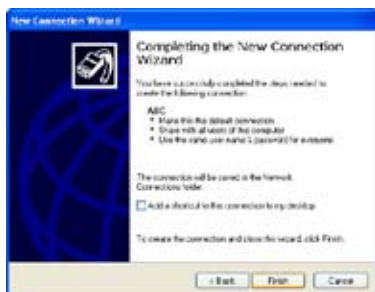 New Connection Wizard
Completing the New Connection
Wizard
You have successfully completed the steps needed to
create the following connection:
ABC
• Make this the default connection
• Share with all users of this computer
• Use the same user name & password for everyone
The connection will be saved in the Network
Connections folder.
Add a shortcut to this connection to my desktop
To create the connection and close this wizard, click Finish.
< Back
Finish
Cancel